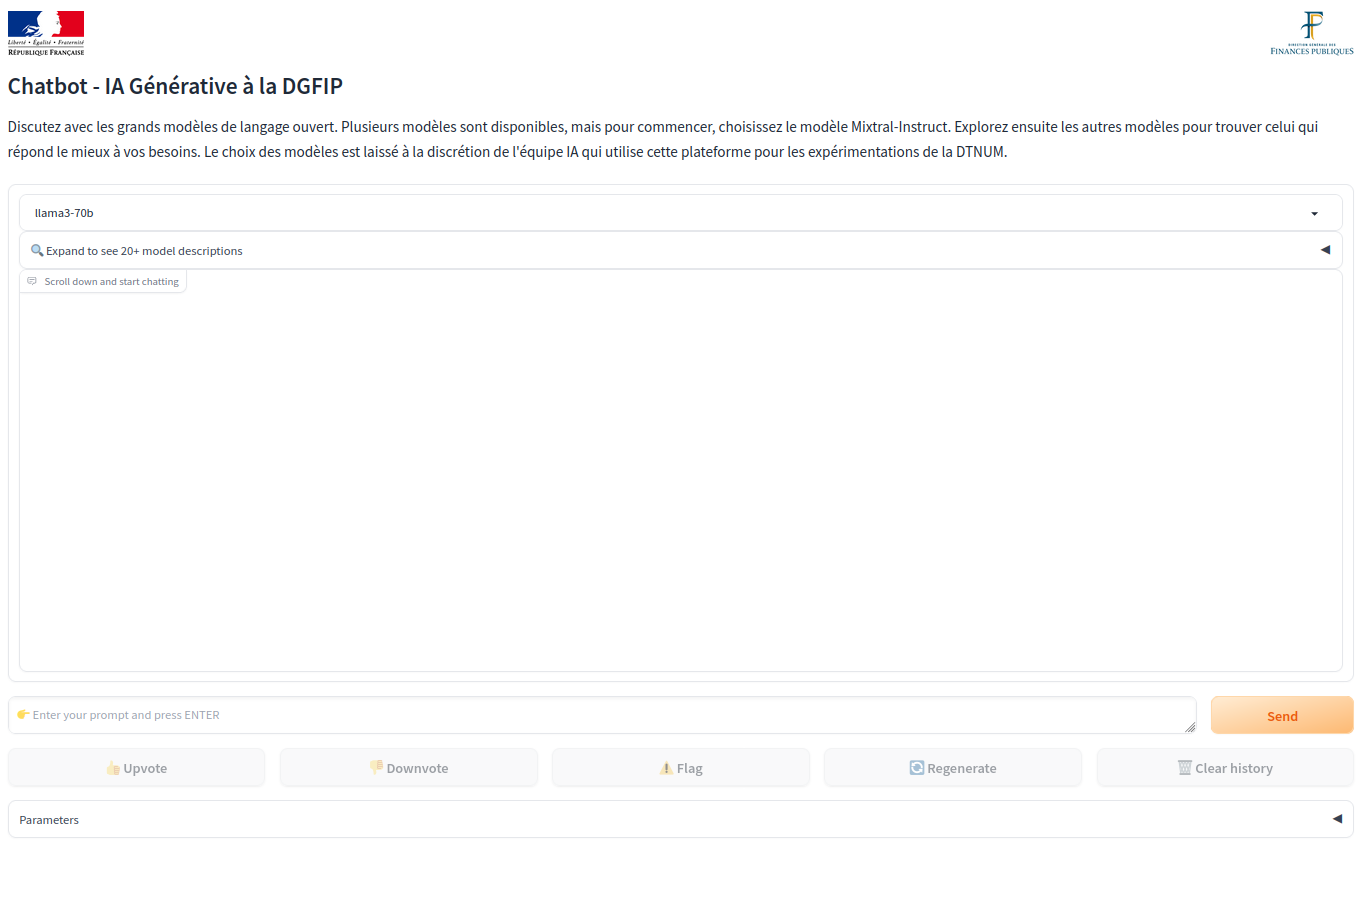 Liberté • Égalité • Fraternité
RÉPUBLIQUE FRANÇAISE
DIRECTION GÉNÉRALE DES
FINANCES PUBLIQUES
Chatbot - IA Générative à la DGFIP
Discutez avec les grands modèles de langage ouvert. Plusieurs modèles sont disponibles, mais pour commencer, choisissez le modèle Mixtral-Instruct. Explorez ensuite les autres modèles pour trouver celui qui
répond le mieux à vos besoins. Le choix des modèles est laissé à la discrétion de l'équipe IA qui utilise cette plateforme pour les expérimentations de la DTNUM.
llama3-70b
Expand to see 20+ model descriptions
Scroll down and start chatting
Enter your prompt and press ENTER
Send
Upvote
Downvote
Flag
Regenerate
Clear history
Parameters